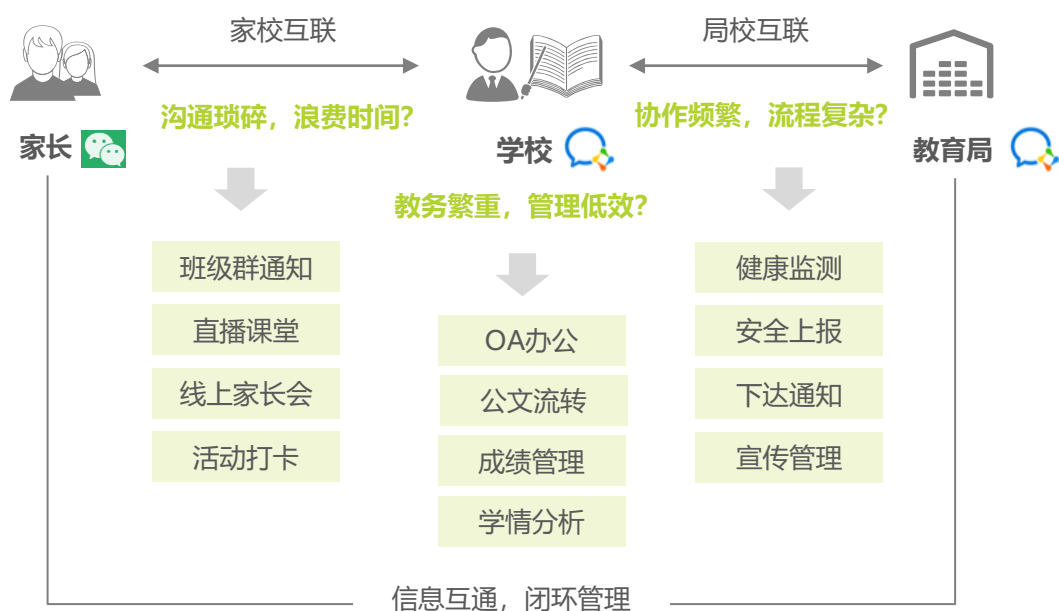 家校互联
局校互联
沟通琐碎，浪费时间？
协作频繁，流程复杂？
家长
学校
教育局
教务繁重，管理低效？
班级群通知
直播课堂
线上家长会
活动打卡
OA办公
公文流转
成绩管理
学情分析
健康监测
安全上报
下达通知
宣传管理
信息互通，闭环管理